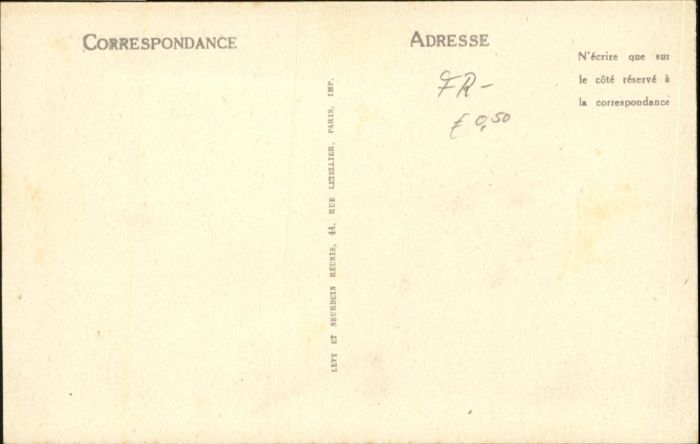 CORRESPONDANCE
ADRESSE
N'écrire que sur
le côté réservé à
la correspondance
FR-
£ 0,50
LEVY ET NEURDEIN RÉUNIS, 44, RUE LETELLIER, PARIS, IMP.